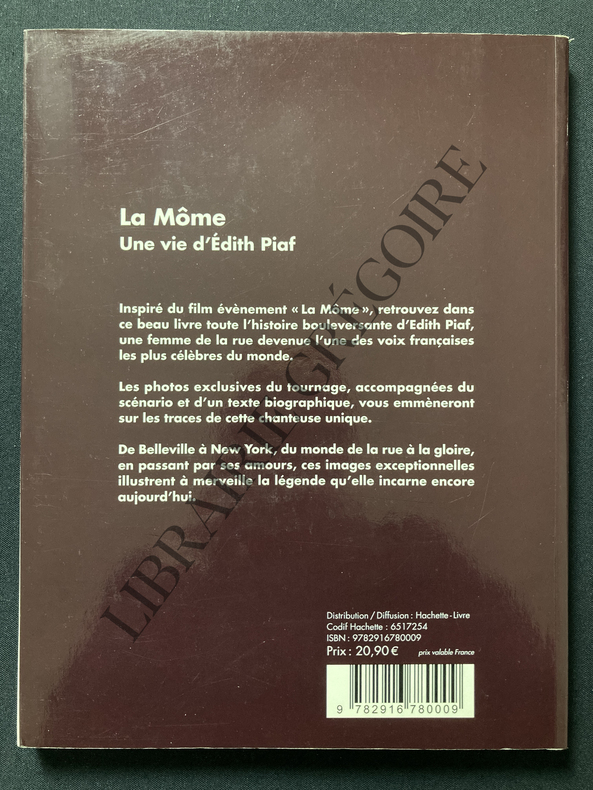 La Môme
Une vie d'Édith Piaf
Inspiré du film évènement « La Môme », retrouvez dans
ce beau livre toute l'histoire bouleversante d'Edith Piaf,
une femme de la rue devenue l'une des voix françaises
les plus célèbres du monde.
Les photos exclusives du tournage, accompagnées du
scénario et d'un texte biographique, vous emmèneront
sur les traces de cette chanteuse unique.
De Belleville à New York, du monde de la rue à la gloire,
en passant par ses amours, ces images exceptionnelles
illustrent à merveille la légende qu'elle incarne encore
aujourd'hui.
LIBRAIRIE GRÉGOIRE
Distribution / Diffusion : Hachette-Livre
Codif Hachette : 6517254
ISBN : 9782916780009
Prix : 20,90 € prix valable France
9 782916 780009